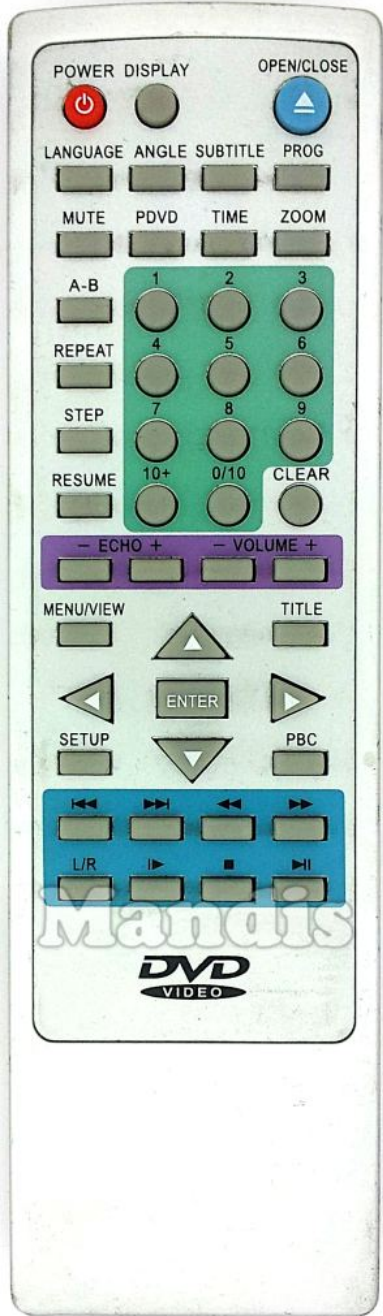 POWER DISPLAY OPEN/CLOSE
LANGUAGE ANGLE SUBTITLE PROG
MUTE PDVD TIME ZOOM
A-B 1 2 3
REPEAT 4 5 6
STEP 7 8 9
RESUME 10+ 0/10 CLEAR
- ECHO + - VOLUME +
MENU/VIEW TITLE
ENTER
SETUP PBC
L/R
Mandis
DVD
VIDEO